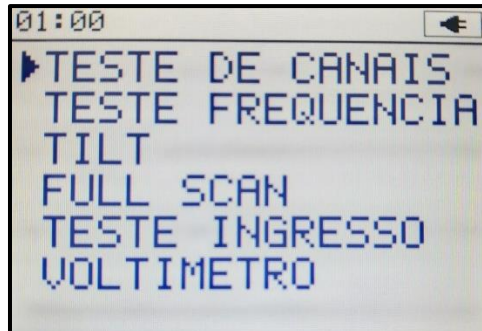 01:00
TESTE DE CANAIS
TESTE FREQUENCIA
TILT
FULL SCAN
TESTE INGRESSO
VOLTIMETRO